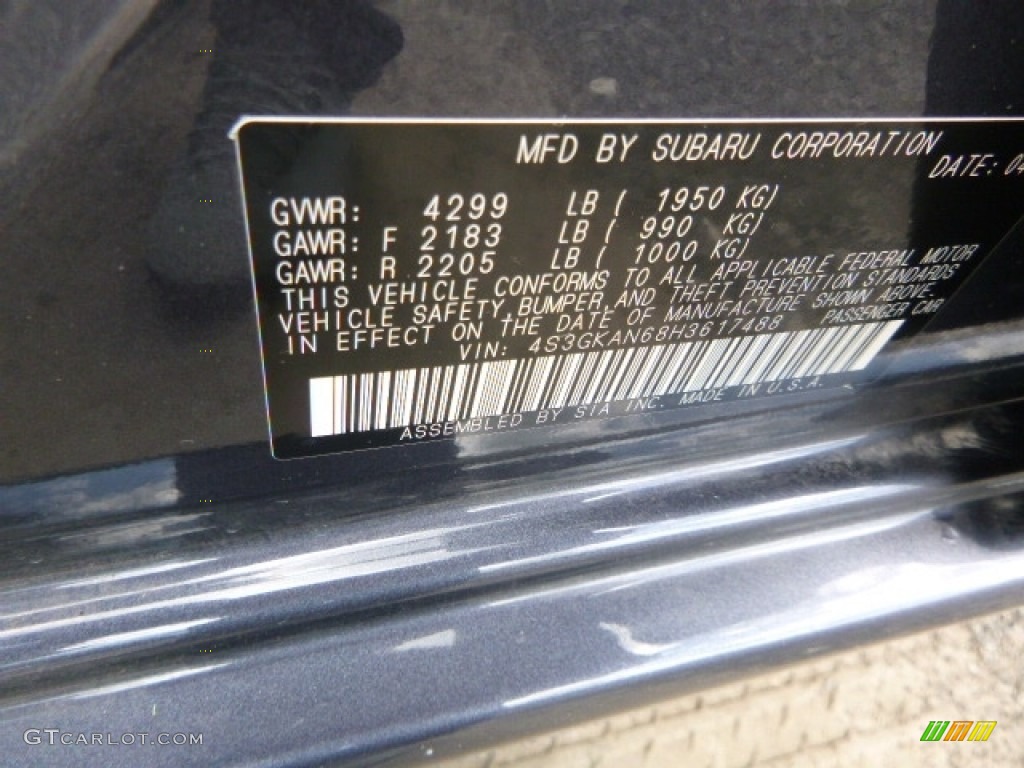 MFD BY SUBARU CORPORATION
DATE: 04
GVWR: 4299 LB ( 1950 KG)
GAWR: F 2183 LB ( 990 KG)
GAWR: R 2205 LB ( 1000 KG)
THIS VEHICLE CONFORMS TO ALL APPLICABLE FEDERAL MOTOR
VEHICLE SAFETY, BUMPER, AND THEFT PREVENTION STANDARDS
IN EFFECT ON THE DATE OF MANUFACTURE SHOWN ABOVE.
VIN: 4S3GKAN68H3617488 PASSENGER CAR
ASSEMBLED BY SIA INC. MADE IN U.S.A.
GTCARLOT.COM